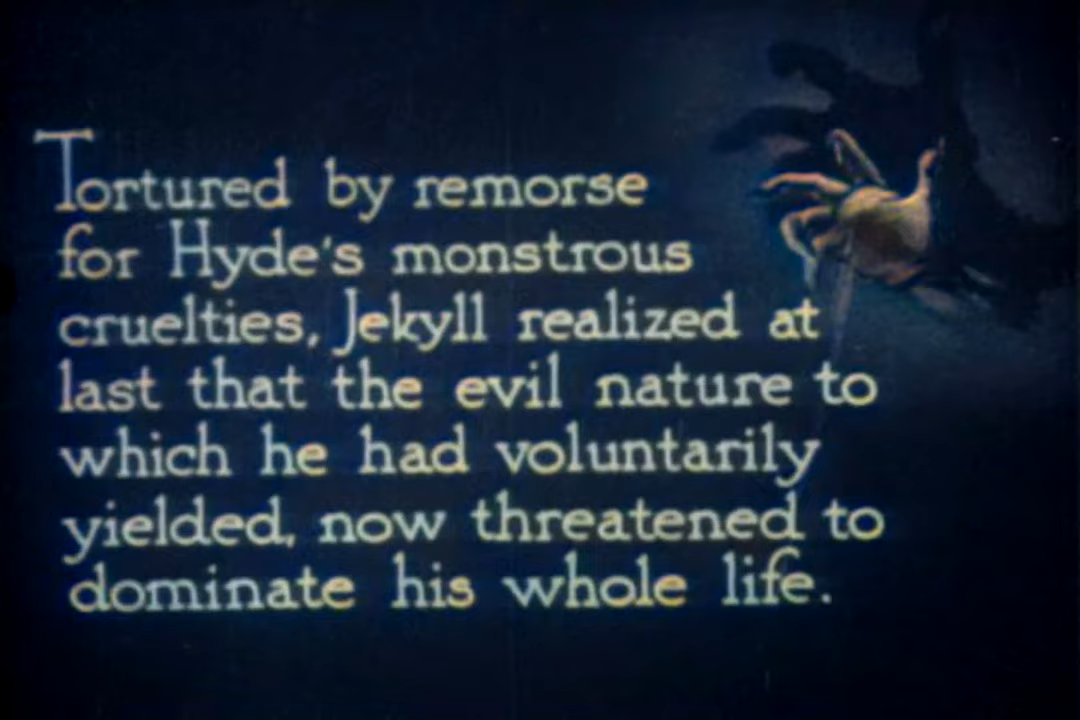 Tortured by remorse
for Hyde's monstrous
cruelties, Jekyll realized at
last that the evil nature to
which he had voluntarily
yielded, now threatened to
dominate his whole life.